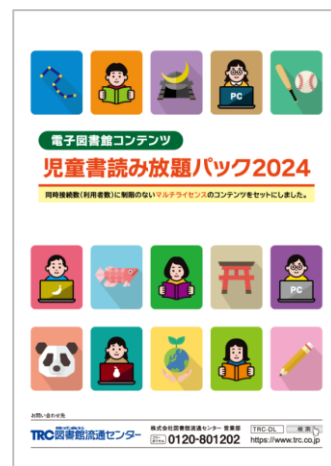 PC
電子図書館コンテンツ
児童書読み放題パック2024
同時接続数(利用者数)に制限のないマルチライセンスのコンテンツをセットにしました。
PC
お問い合わせ先
TRC 図書館流通センター
株式会社図書館流通センター 営業部
0120-801202
TRC-DL 検索
https://www.trc.co.jp